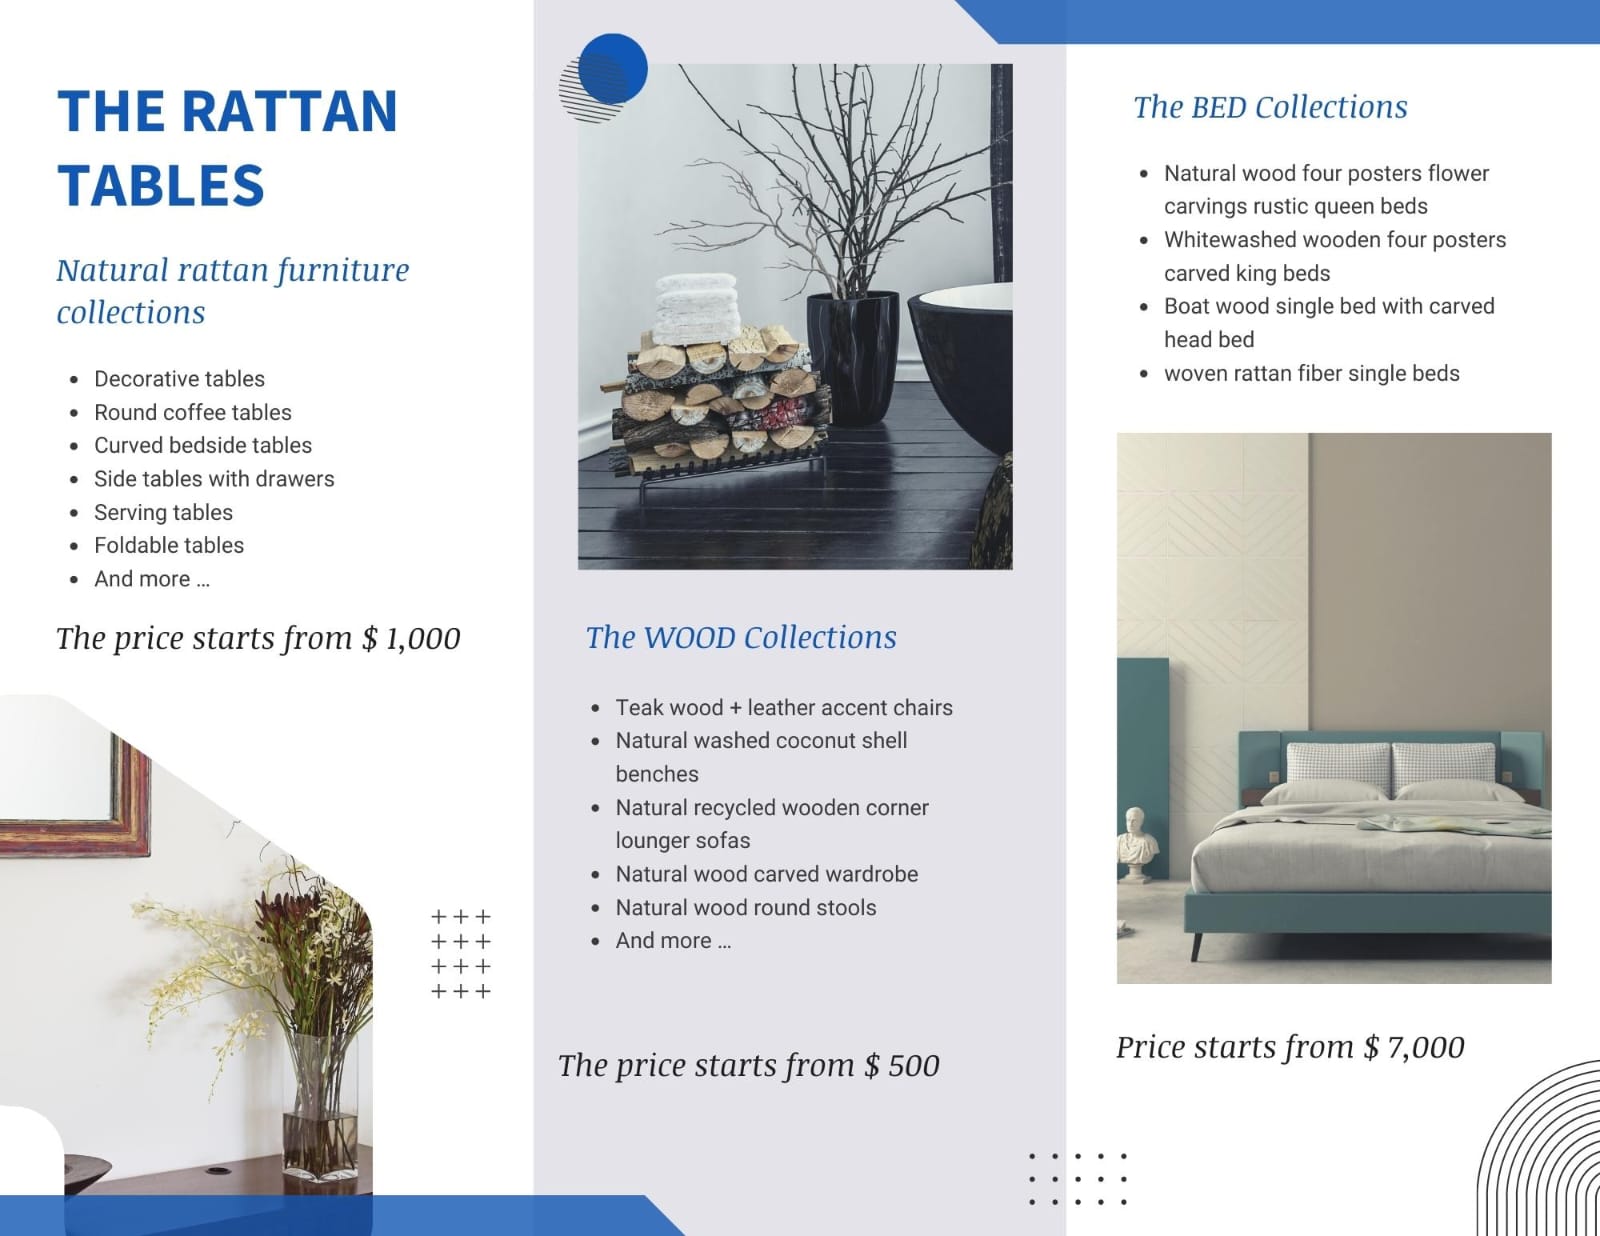 THE RATTAN
TABLES
Natural rattan furniture
collections
• Decorative tables
• Round coffee tables
• Curved bedside tables
• Side tables with drawers
• Serving tables
• Foldable tables
• And more ...
The price starts from $ 1,000
The WOOD Collections
• Teak wood + leather accent chairs
• Natural washed coconut shell
benches
• Natural recycled wooden corner
lounger sofas
• Natural wood carved wardrobe
• Natural wood round stools
• And more ...
The price starts from $ 500
The BED Collections
• Natural wood four posters flower
carvings rustic queen beds
• Whitewashed wooden four posters
carved king beds
• Boat wood single bed with carved
head bed
• woven rattan fiber single beds
Price starts from $ 7,000